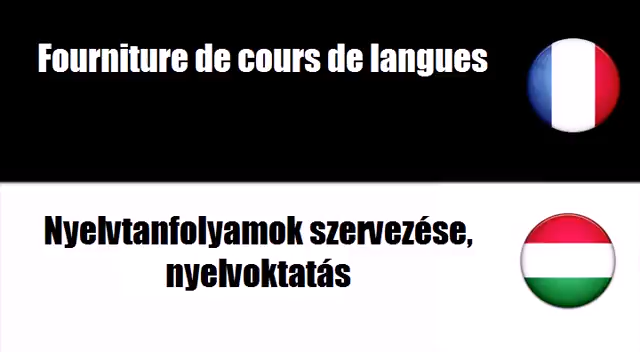 Fourniture de cours de langues
Nyelvtanfolyamok szervezése,
nyelvoktatás